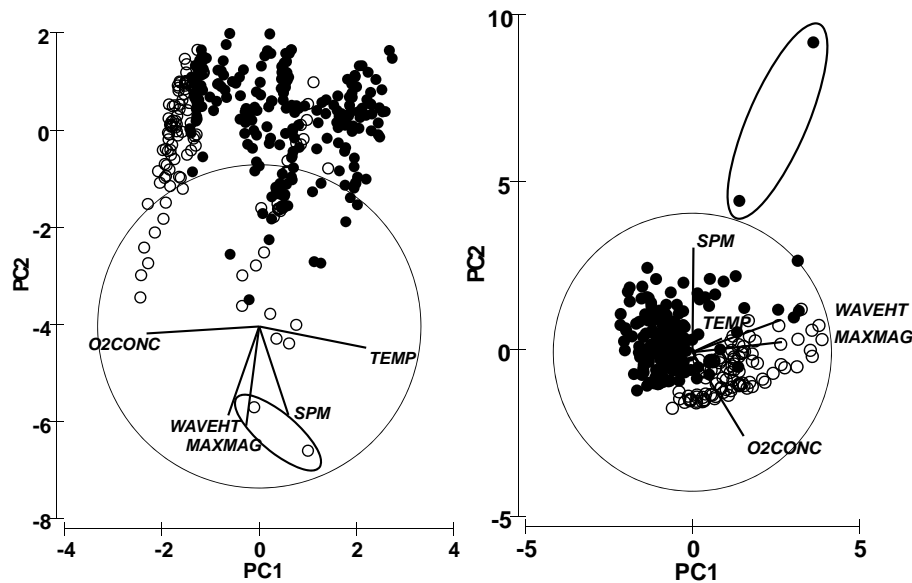 2
0
-2
-4
-6
-8
PC2
-4
-2
0
2
4
PC1
O2CONC
TEMP
WAVEHT
MAXMAG
SPM
10
5
0
-5
PC2
-5
0
5
PC1
SPM
TEMP
WAVEHT
MAXMAG
O2CONC